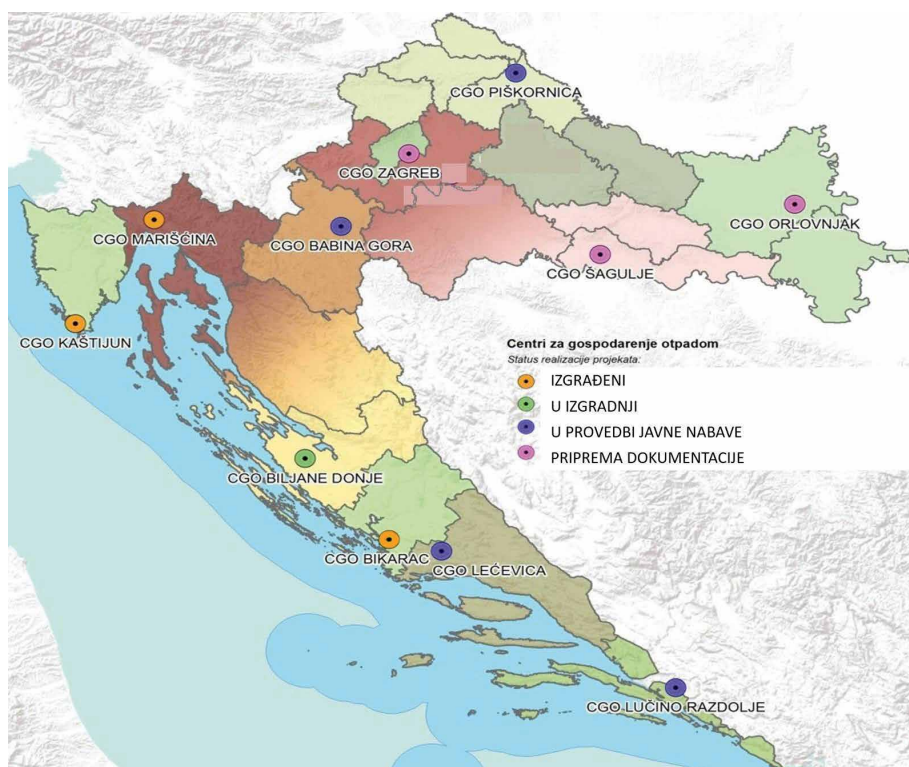 CGO PIŠKORNICA
CGO ZAGREB
CGO ORLOVNJAK
CGO MARIŠĆINA
CGO BABINA GORA
CGO ŠAGULJE
CGO KAŠTIJUN
Centri za gospodarenje otpadom
Status realizacije projekata:
IZGRAĐENI
U IZGRADNJI
U PROVEDBI JAVNE NABAVE
PRIPREMA DOKUMENTACIJE
CGO BILJANE DONJE
CGO BIKARAC
CGO LEĆEVICA
CGO LUČINO RAZDOLJE